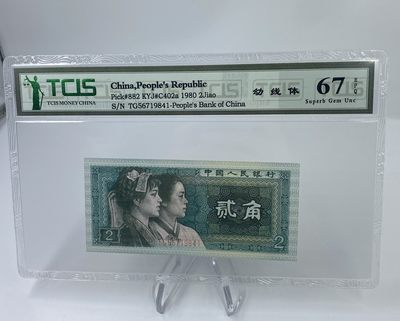 TCIS
TCIS MONEY CHINA
China,People's Republic
Pick#882 KYJ#C402a 1980 2Jiao
S/N TG56719841-People's Bank of China
幼线体
67 EPQ
Superb Gem Unc
中国人民银行
贰角
2
2